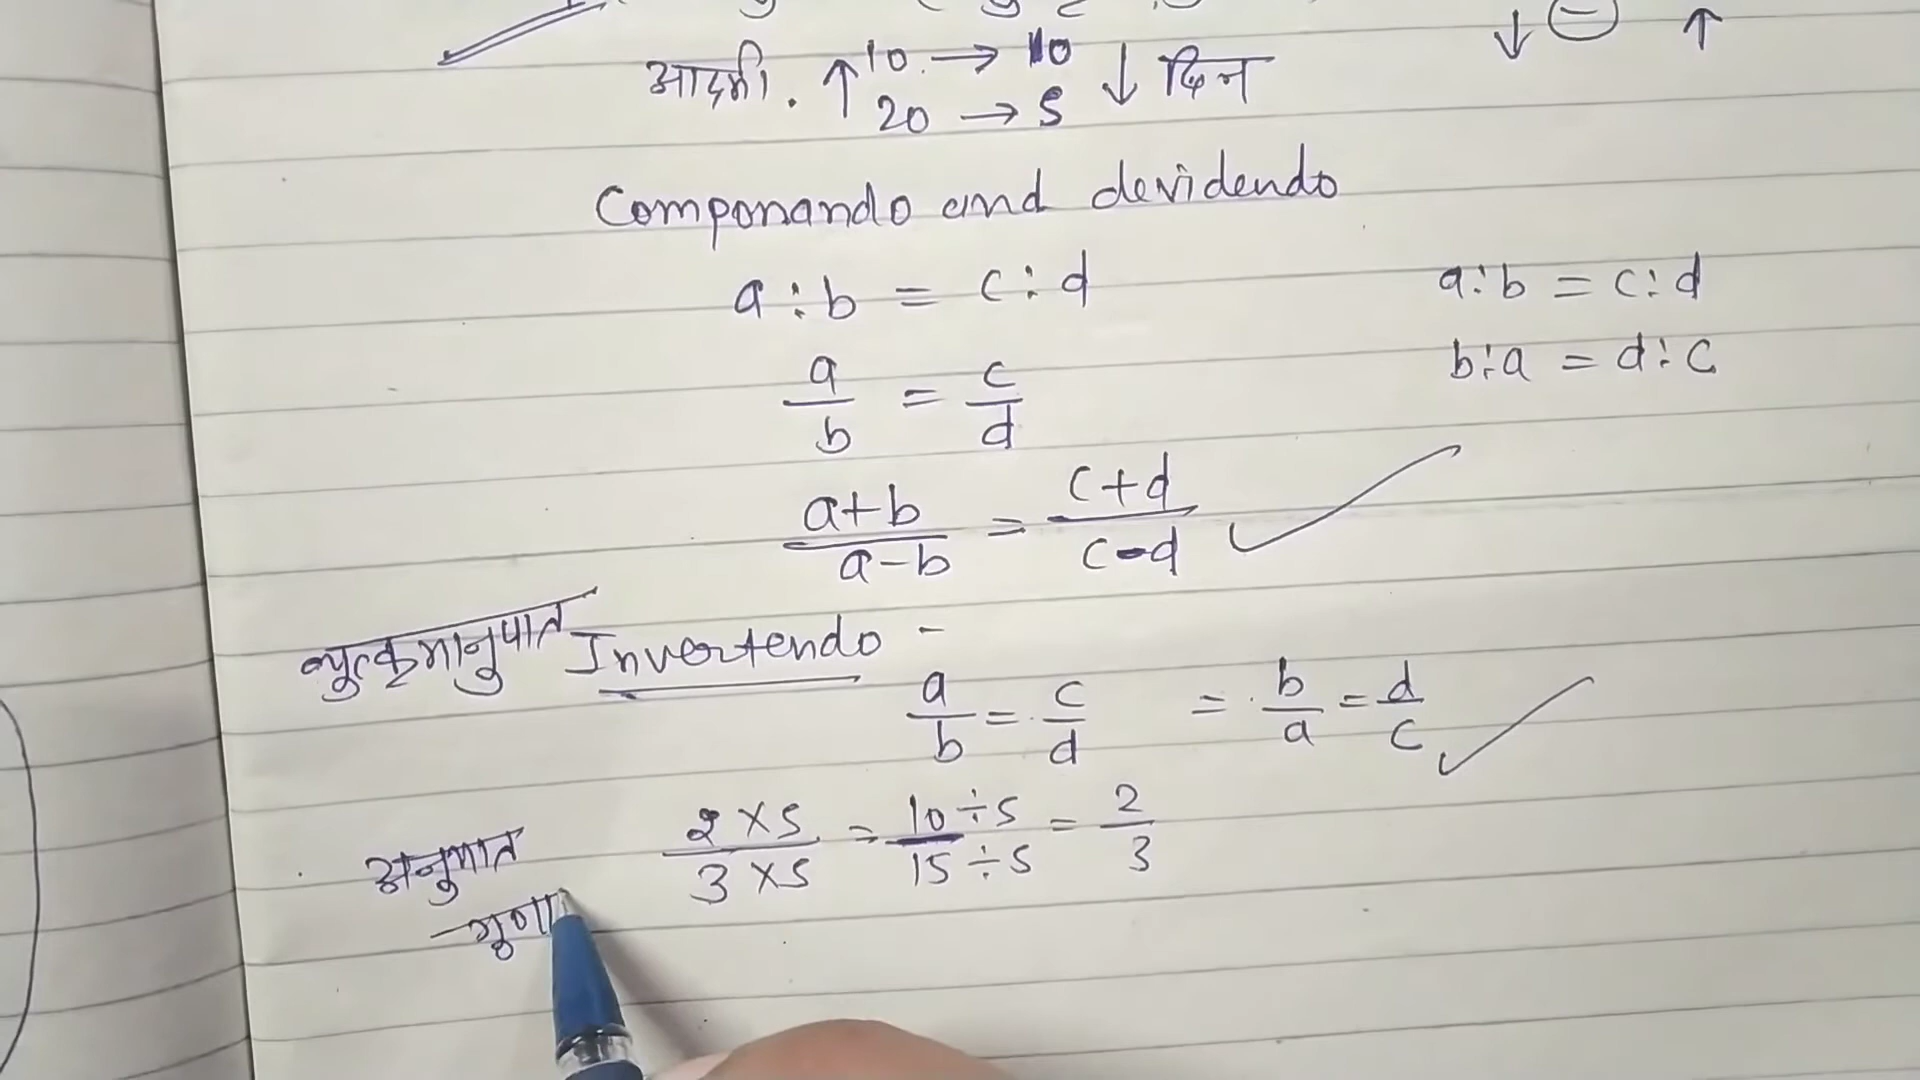 ↓ ⊖ ↑
आदमी. ↑ 10. → 10 ↓ दिन
20 → 5
Componando and devidendo
a : b = c : d
a : b = c : d
b : a = d : c
a/b = c/d
(a+b)/(a-b) = (c+d)/(c-d) ✓
व्युत्क्रमानुपात Invertendo -
a/b = c/d = b/a = d/c ✓
अनुपात (2×5)/(3×5) = (10÷5)/(15÷5) = 2/3
- गुणा